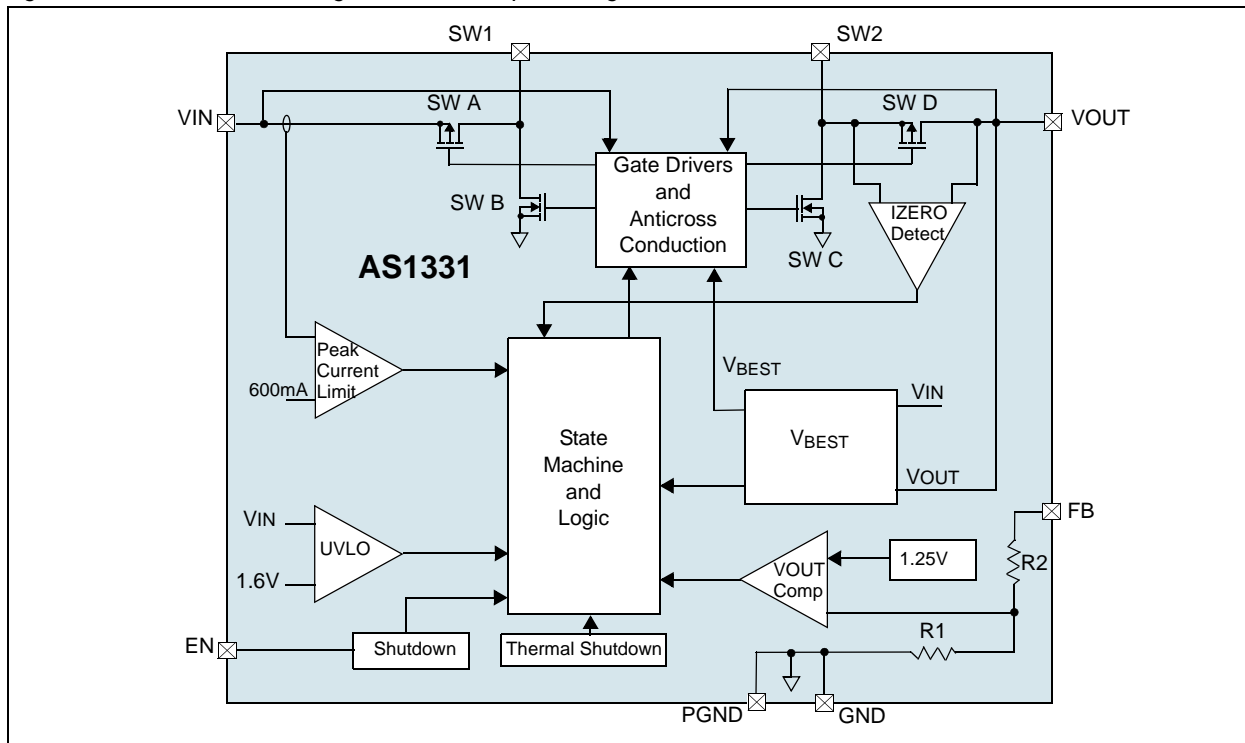 SW1
SW2
VIN
SW A
SW D
VOUT
Gate Drivers
and
Anticross
Conduction
SW B
SW C
IZERO
Detect
AS1331
Peak
Current
Limit
600mA
VBEST
VIN
VBEST
VOUT
State
Machine
and
Logic
VIN
UVLO
1.6V
FB
VOUT
Comp
1.25V
R2
R1
EN
Shutdown
Thermal Shutdown
PGND
GND